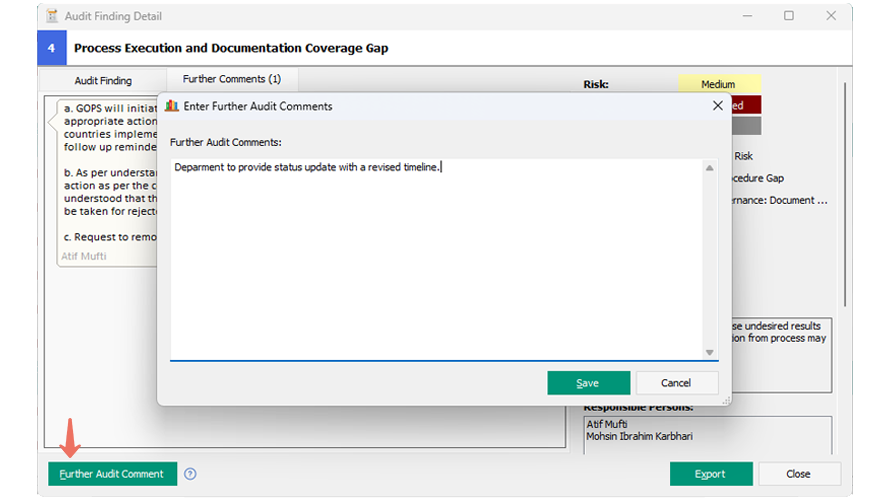 Audit Finding Detail
4 Process Execution and Documentation Coverage Gap
Audit Finding
Further Comments (1)
a. GOPS will initiat
appropriate action
countries impleme
follow up reminde
b. As per understa
action as per the c
understood that th
be taken for reject
c. Request to remo
Atif Mufti
Enter Further Audit Comments
Further Audit Comments:
Deparment to provide status update with a revised timeline.
Save
Cancel
Risk:
Medium
ed
Risk
ocedure Gap
ernance: Document ...
se undesired results
ion from process may
Responsible Persons:
Atif Mufti
Mohsin Ibrahim Karbhari
Further Audit Comment
?
Export
Close